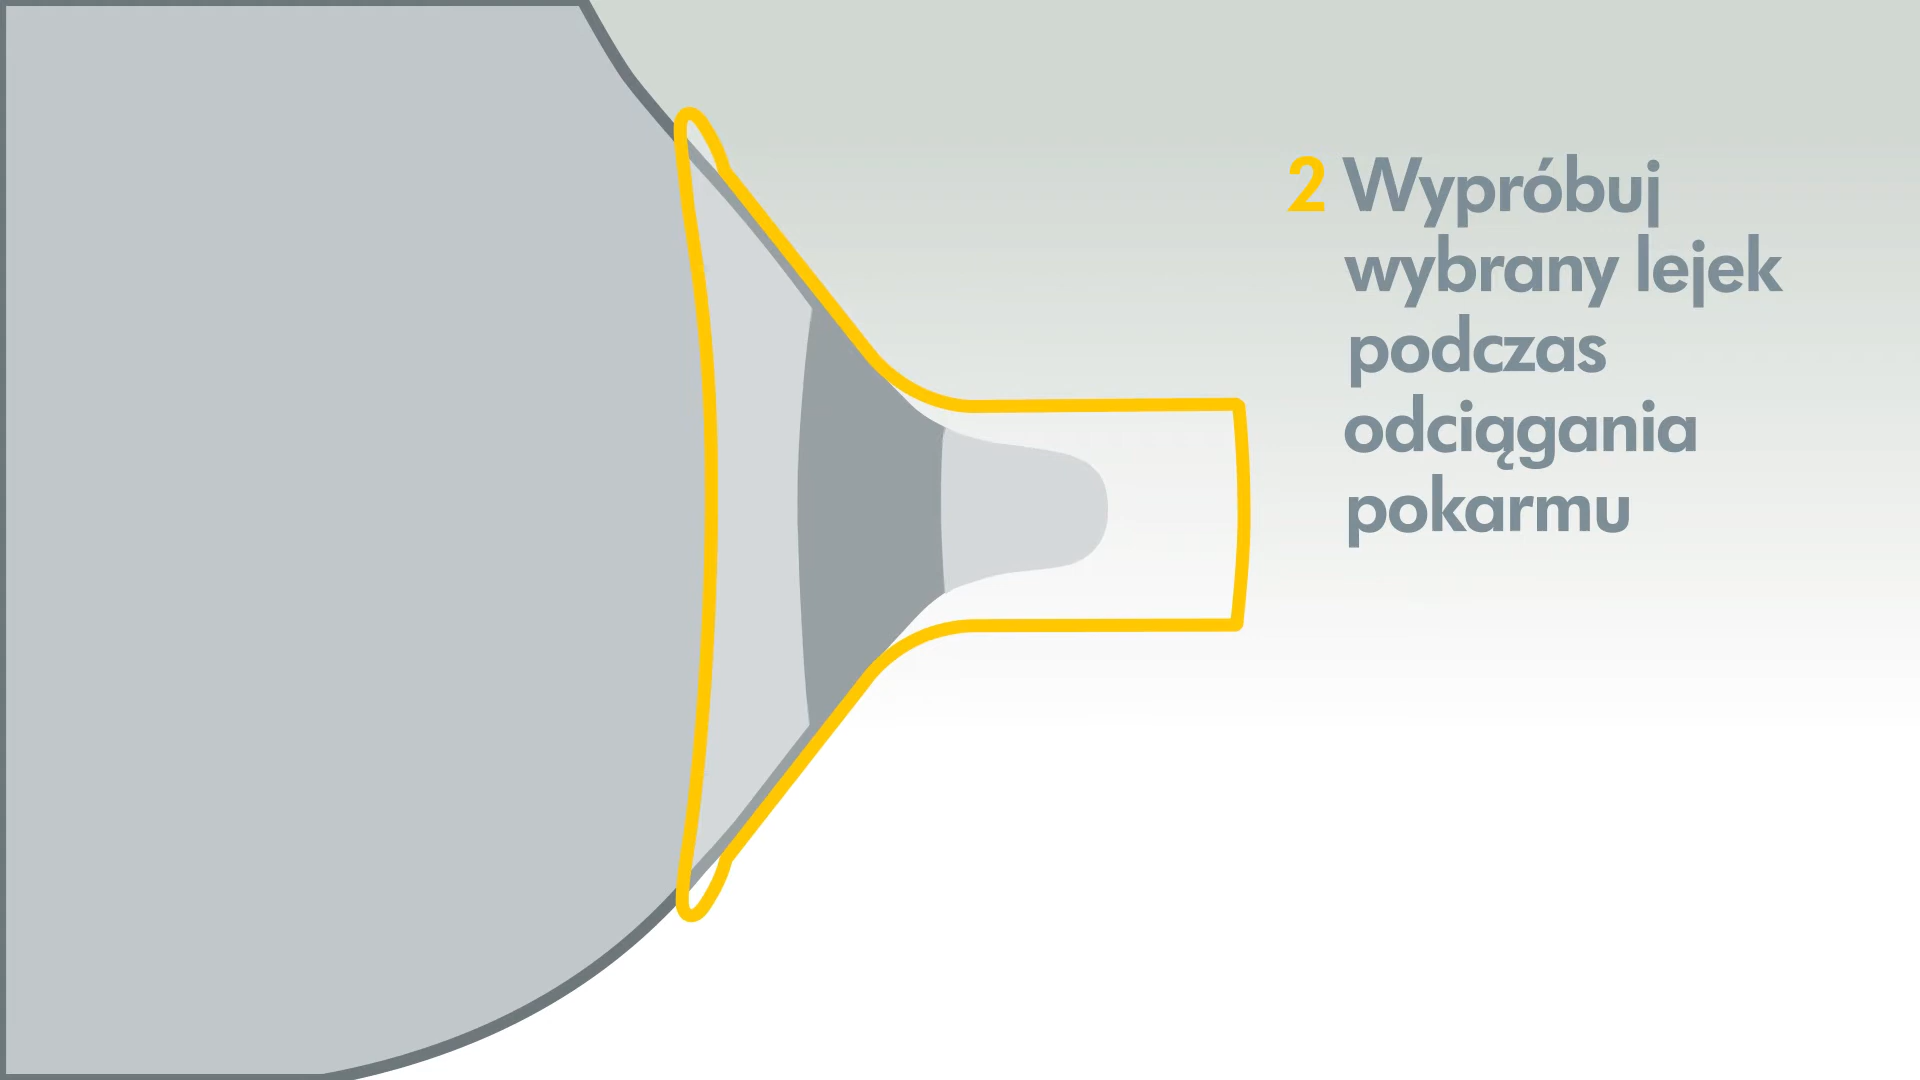 2 Wypróbuj
wybrany lejek
podczas
odciągania
pokarmu